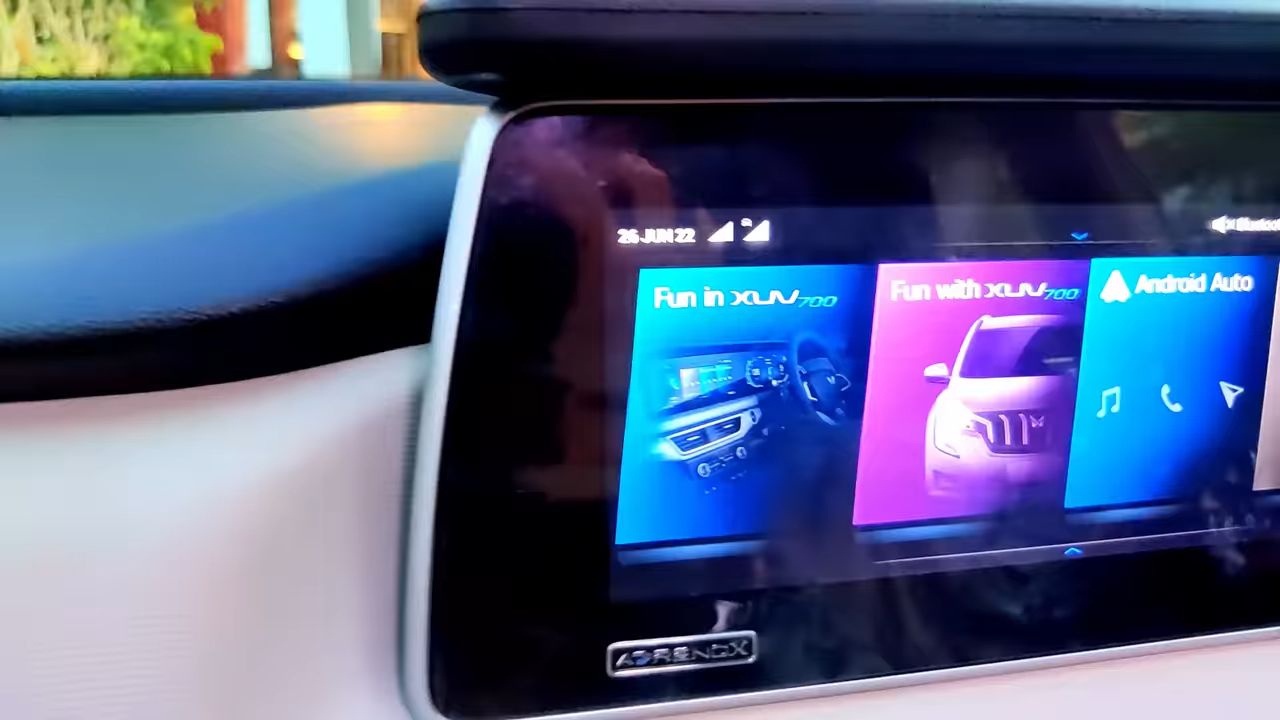 26 JUN 22
Fun in XUV700
Fun with XUV700
Android Auto
ADRENOX